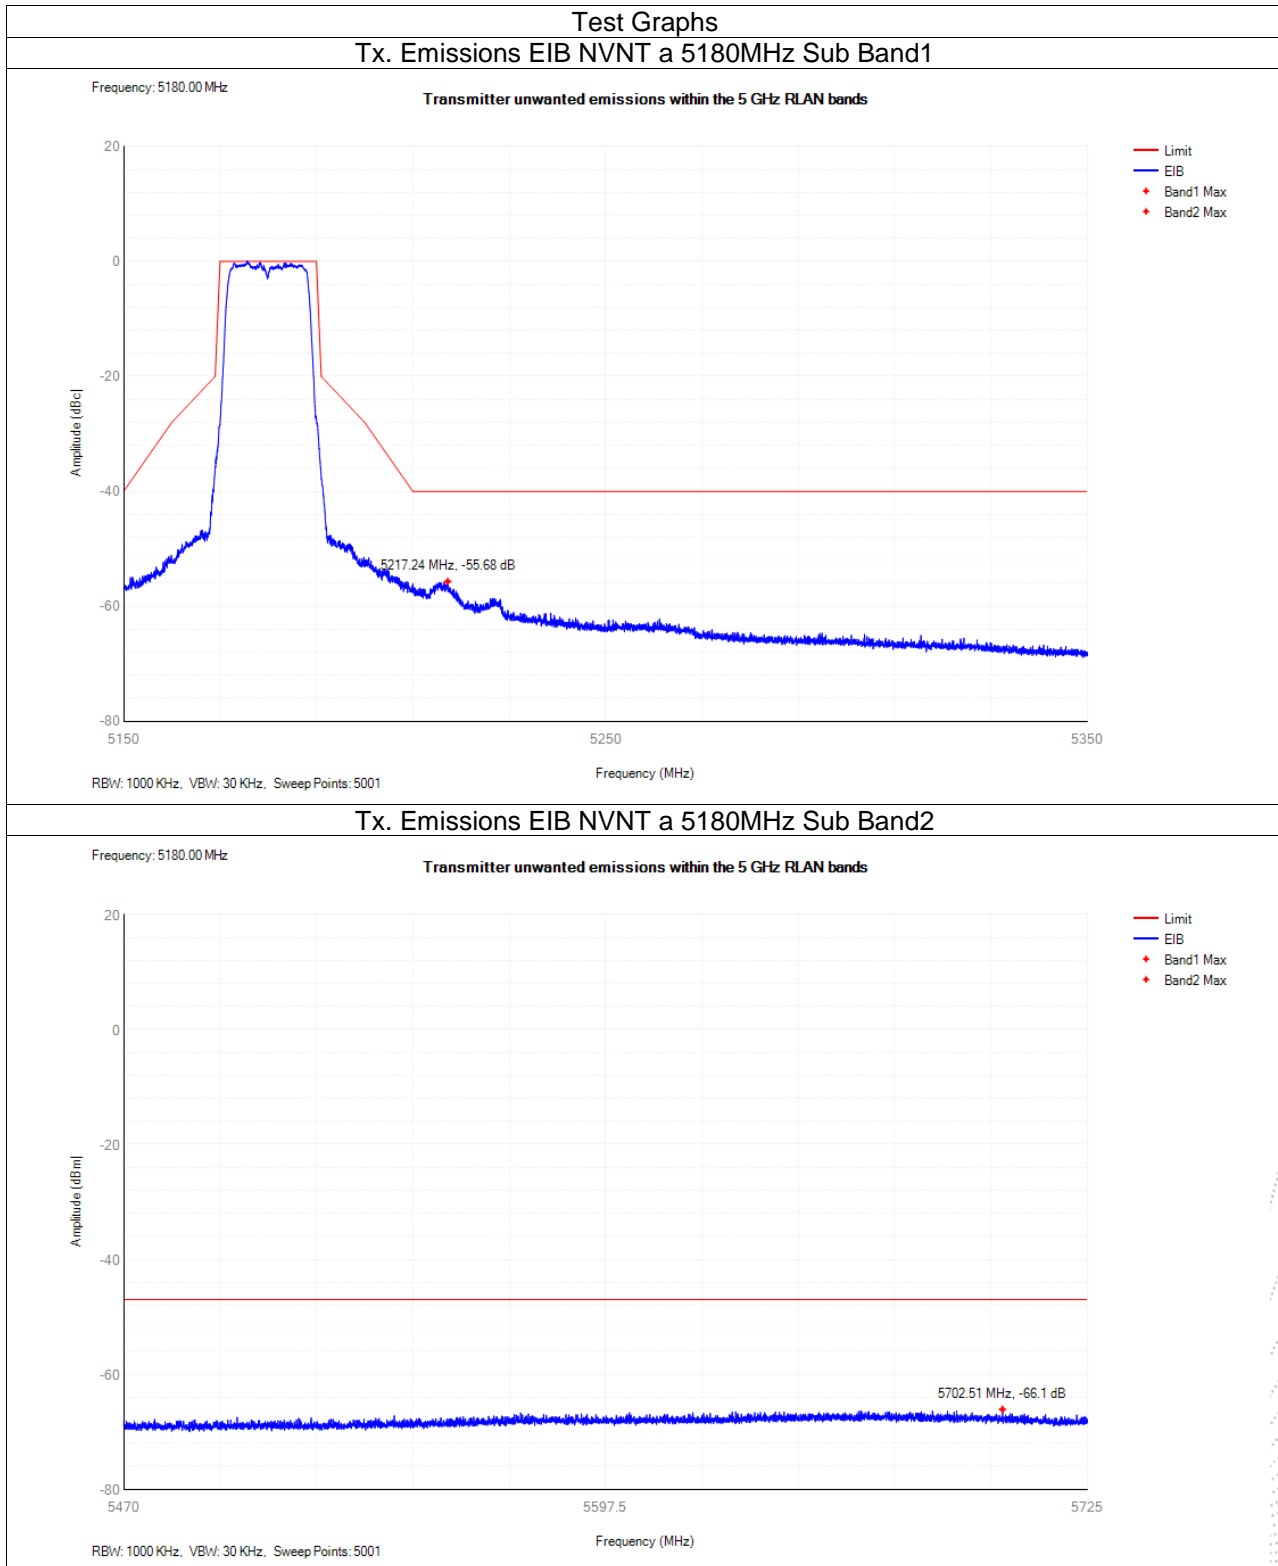 Test Graphs
Tx. Emissions EIB NVNT a 5180MHz Sub Band1
Frequency: 5180.00 MHz
Transmitter unwanted emissions within the 5 GHz RLAN bands
Limit
EIB
Band1 Max
Band2 Max
20
0
-20
-40
-60
-80
Amplitude (dBc)
5217.24 MHz, -55.68 dB
5150
5250
5350
Frequency (MHz)
RBW: 1000 KHz, VBW: 30 KHz, Sweep Points: 5001
Tx. Emissions EIB NVNT a 5180MHz Sub Band2
Frequency: 5180.00 MHz
Transmitter unwanted emissions within the 5 GHz RLAN bands
Limit
EIB
Band1 Max
Band2 Max
20
0
-20
-40
-60
-80
Amplitude (dBm)
5702.51 MHz, -66.1 dB
5470
5597.5
5725
Frequency (MHz)
RBW: 1000 KHz, VBW: 30 KHz, Sweep Points: 5001